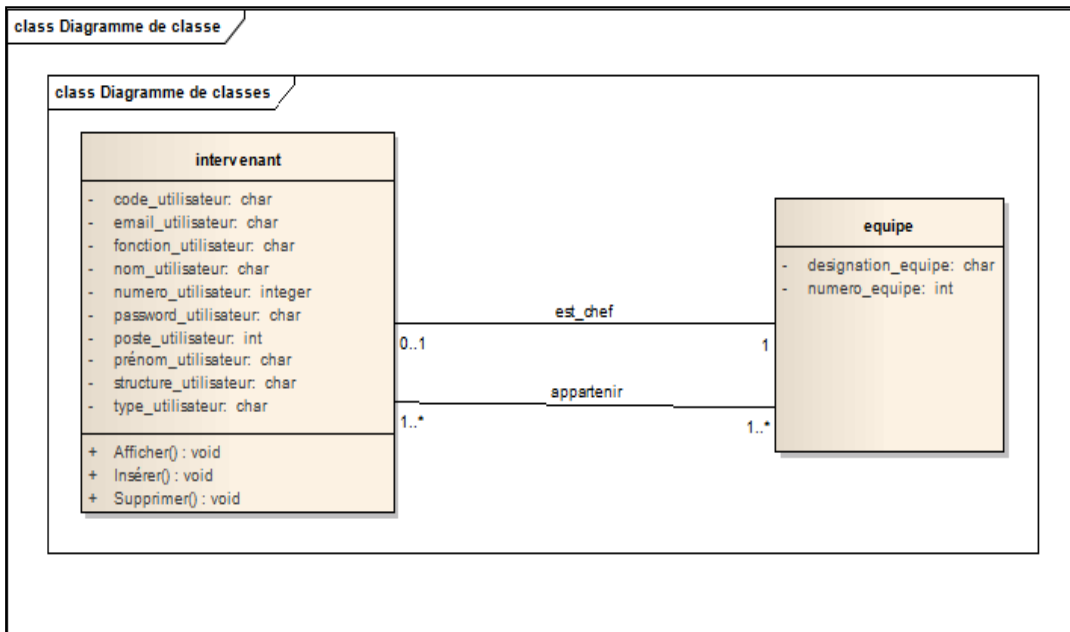 class Diagramme de classe
class Diagramme de classes
intervenant
- code_utilisateur: char
- email_utilisateur: char
- fonction_utilisateur: char
- nom_utilisateur: char
- numero_utilisateur: integer
- password_utilisateur: char
- poste_utilisateur: int
- prénom_utilisateur: char
- structure_utilisateur: char
- type_utilisateur: char
+ Afficher() : void
+ Insérer() : void
+ Supprimer() : void
est_chef
0..1 1
appartenir
1..* 1..*
equipe
- designation_equipe: char
- numero_equipe: int